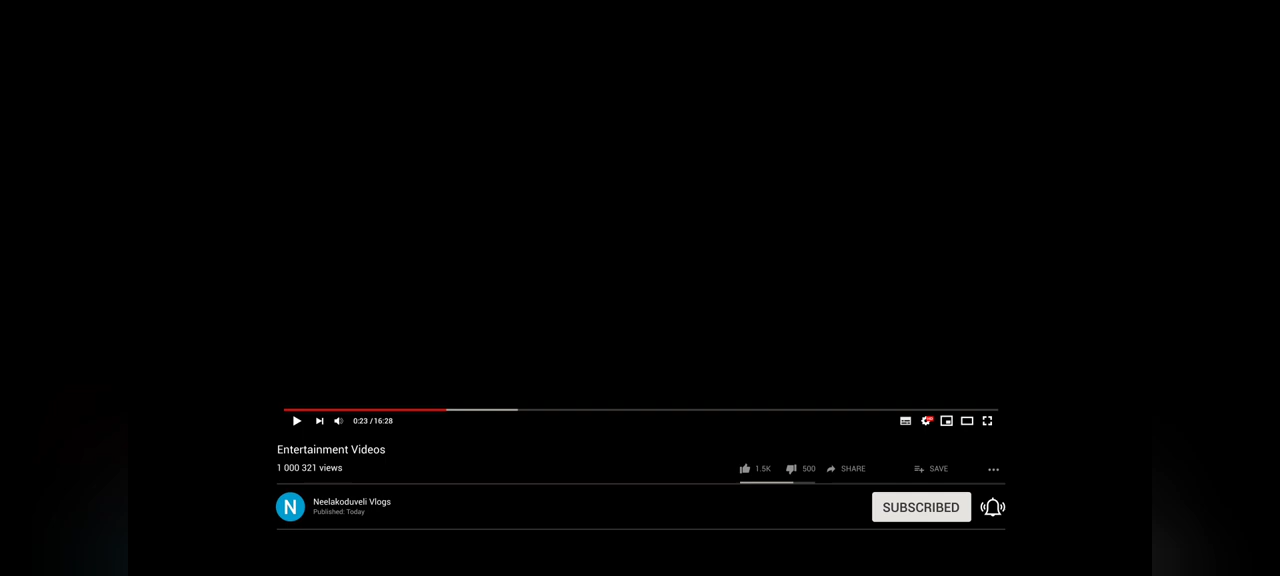 0:23 / 16:28
Entertainment Videos
1 000 321 views
1.5K 500 SHARE SAVE
N
Neelakoduveli Vlogs
Published: Today
SUBSCRIBED